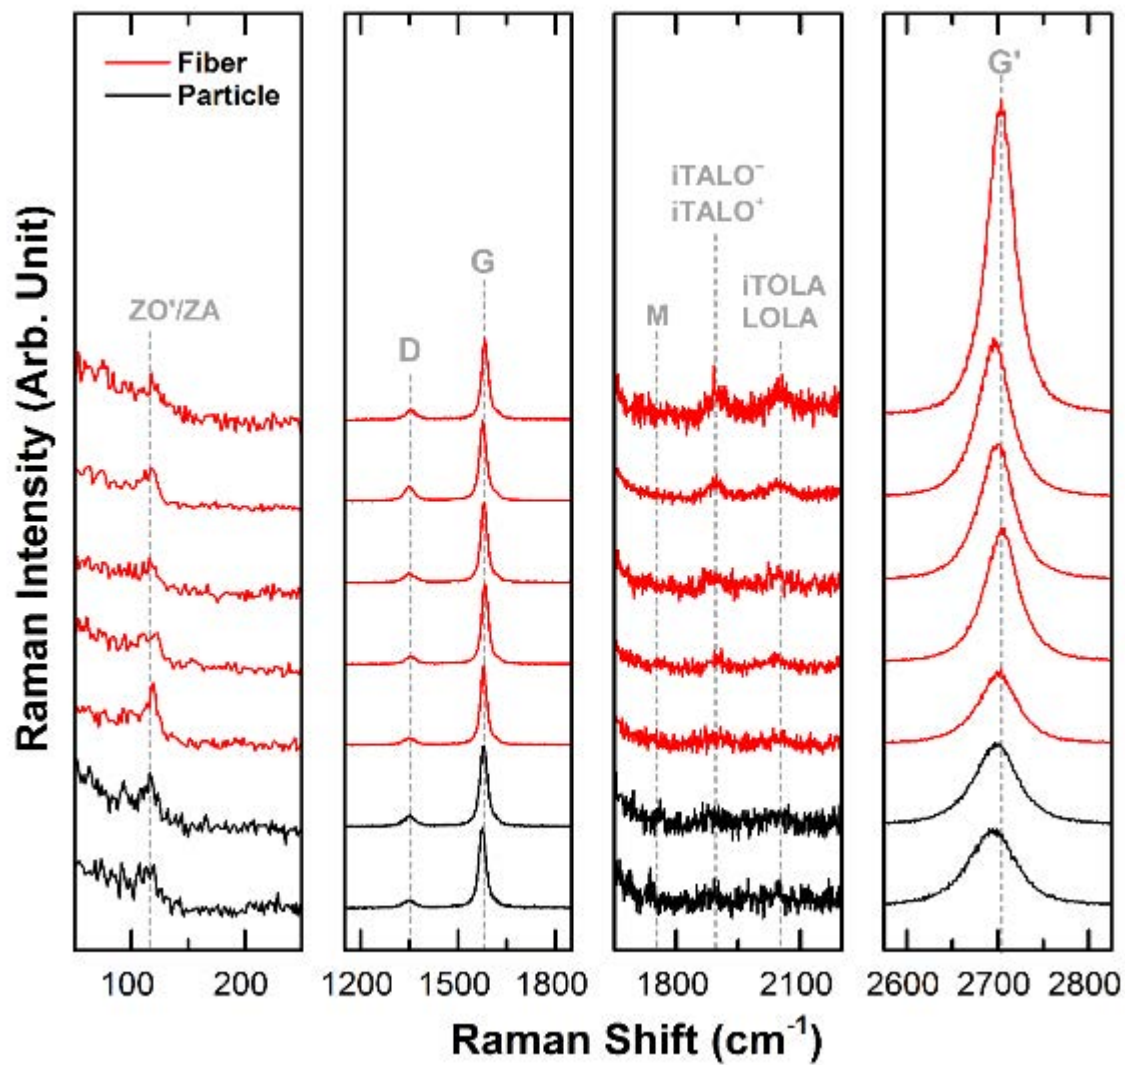 Fiber
Particle
G'
iTALO⁻
iTALO⁺
G
ZO'/ZA
iTOLA
LOLA
M
D
Raman Intensity (Arb. Unit)
100 200 1200 1500 1800 1800 2100 2600 2700 2800
Raman Shift (cm⁻¹)